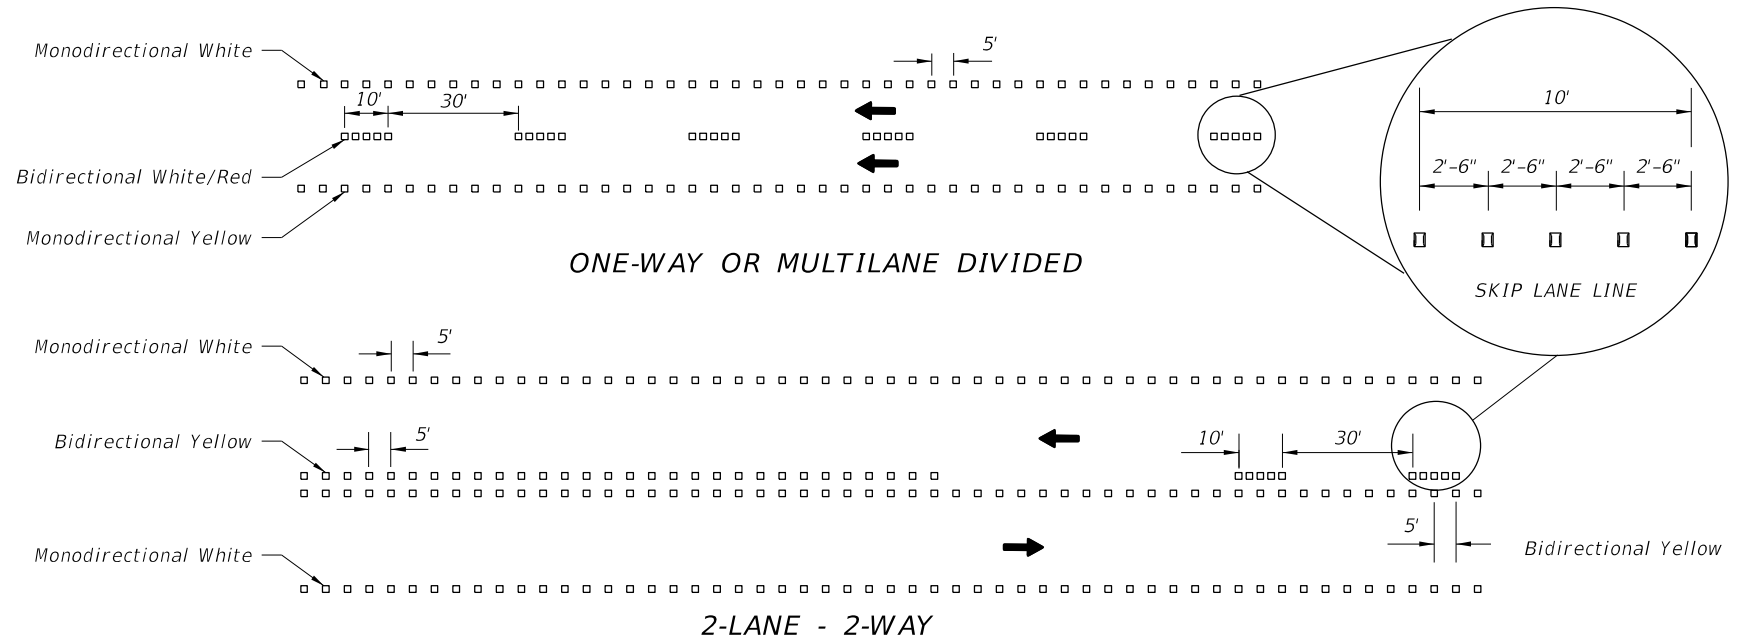 Monodirectional White
5'
10'
30'
Bidirectional White/Red
Monodirectional Yellow
ONE-WAY OR MULTILANE DIVIDED
10'
2'-6" 2'-6" 2'-6" 2'-6"
SKIP LANE LINE
Monodirectional White
5'
Bidirectional Yellow
5'
10'
30'
5'
Bidirectional Yellow
Monodirectional White
2-LANE - 2-WAY